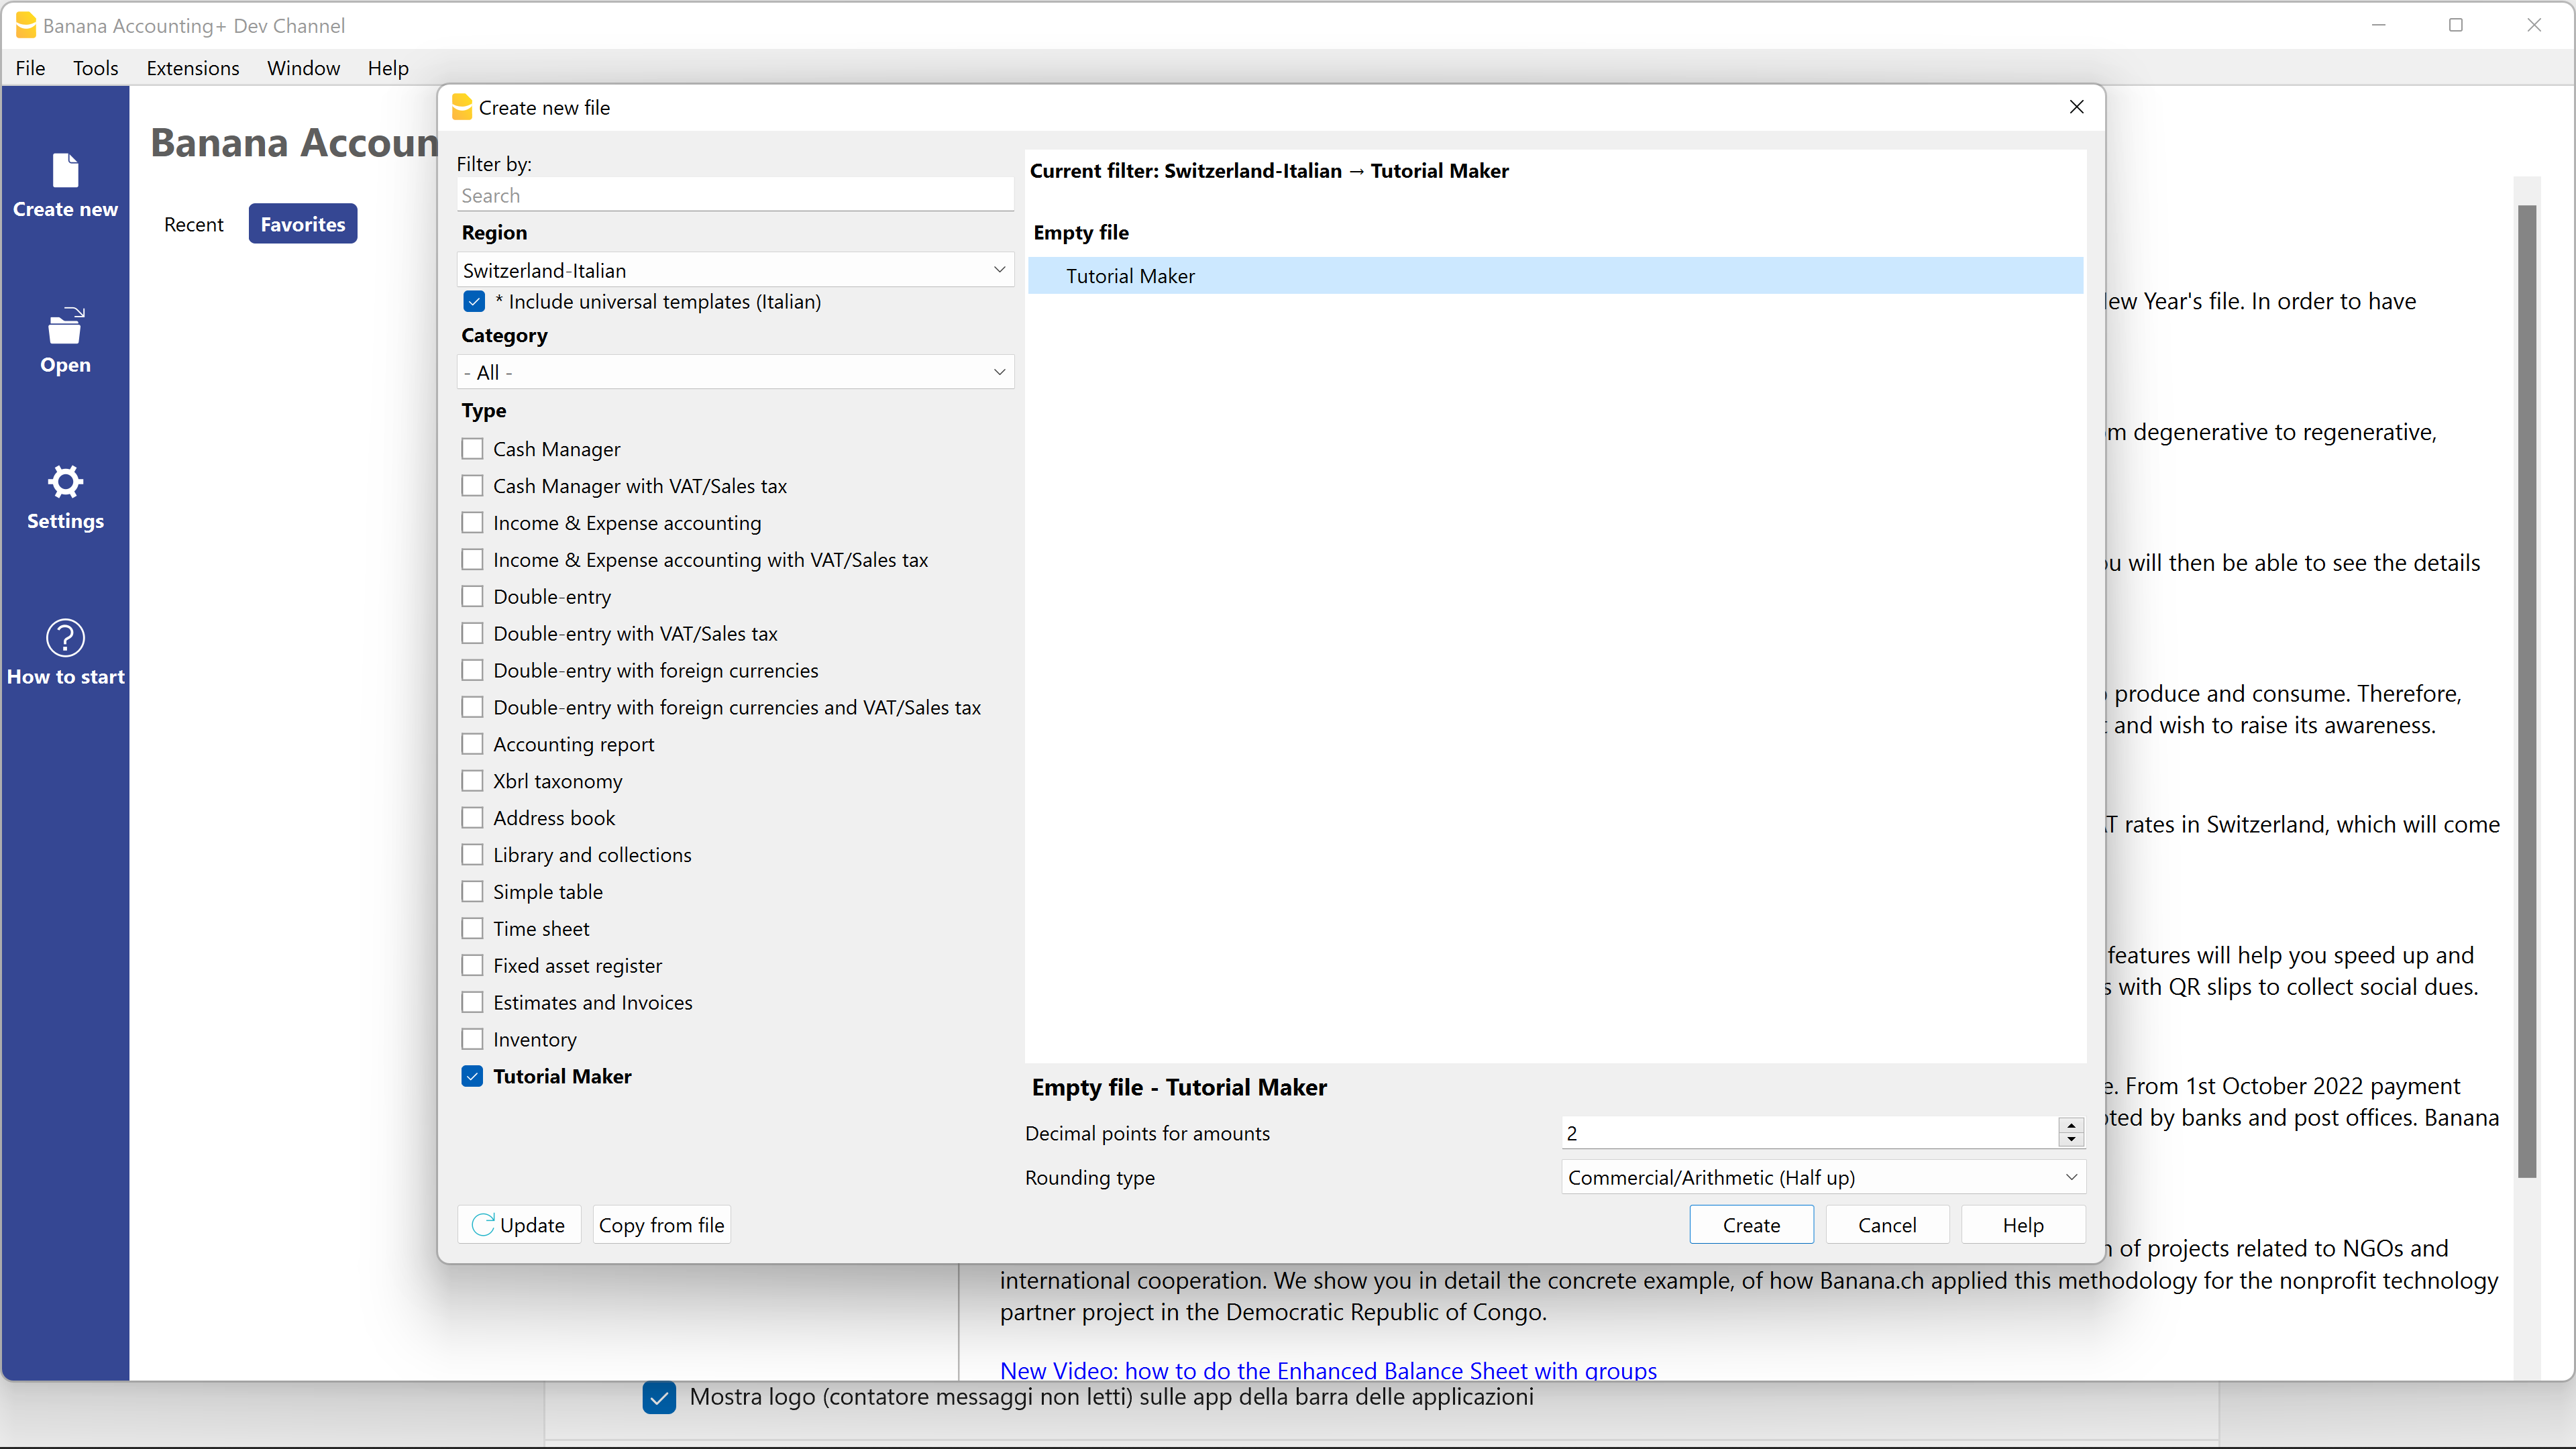 Banana Accounting+ Dev Channel
File Tools Extensions Window Help
Create new
Open
Settings
How to start
Banana Accoun
Recent Favorites
Create new file
Filter by:
Search
Region
Switzerland-Italian
* Include universal templates (Italian)
Category
- All -
Type
Cash Manager
Cash Manager with VAT/Sales tax
Income & Expense accounting
Income & Expense accounting with VAT/Sales tax
Double-entry
Double-entry with VAT/Sales tax
Double-entry with foreign currencies
Double-entry with foreign currencies and VAT/Sales tax
Accounting report
Xbrl taxonomy
Address book
Library and collections
Simple table
Time sheet
Fixed asset register
Estimates and Invoices
Inventory
Tutorial Maker
Update Copy from file
Current filter: Switzerland-Italian → Tutorial Maker
Empty file
Tutorial Maker
Empty file - Tutorial Maker
Decimal points for amounts 2
Rounding type Commercial/Arithmetic (Half up)
Create Cancel Help
Year's file. In order to have
degenerative to regenerative,
will then be able to see the details
produce and consume. Therefore,
and wish to raise its awareness.
rates in Switzerland, which will come
features will help you speed up and
with QR slips to collect social dues.
From 1st October 2022 payment
by banks and post offices. Banana
of projects related to NGOs and
international cooperation. We show you in detail the concrete example, of how Banana.ch applied this methodology for the nonprofit technology
partner project in the Democratic Republic of Congo.
New Video: how to do the Enhanced Balance Sheet with groups
Mostra logo (contatore messaggi non letti) sulle app della barra delle applicazioni